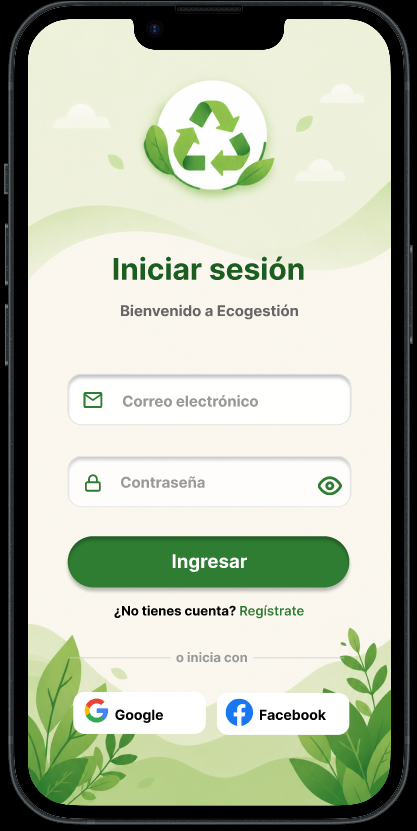 Iniciar sesión
Bienvenido a Ecogestión
Correo electrónico
Contraseña
Ingresar
¿No tienes cuenta? Regístrate
o inicia con
Google
Facebook